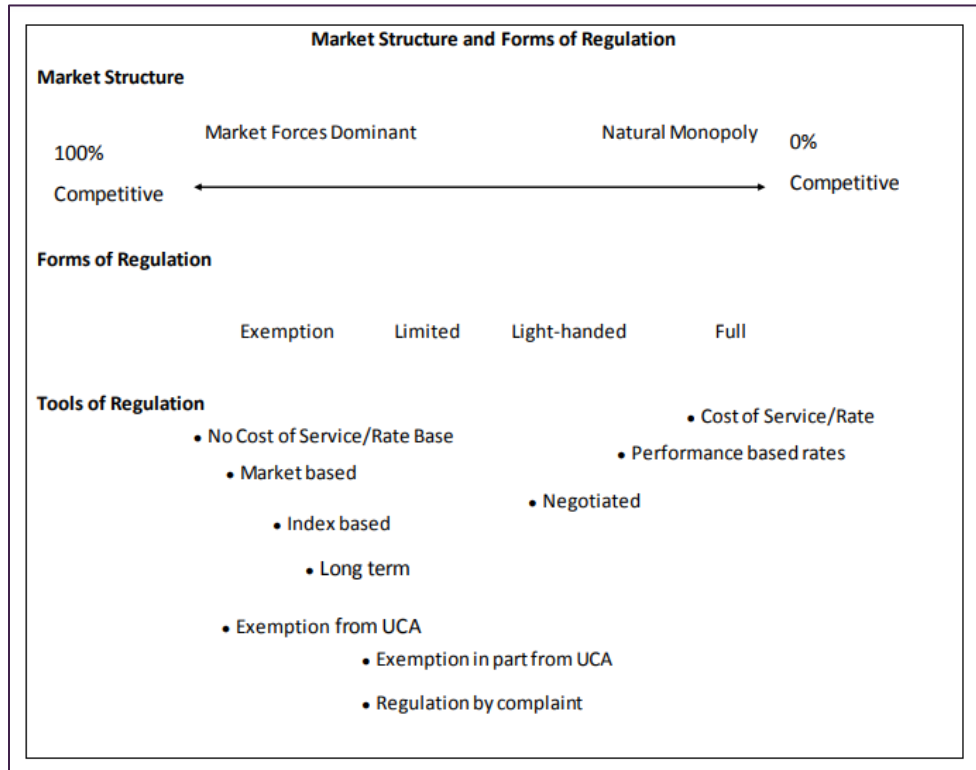 Market Structure and Forms of Regulation
Market Structure
Market Forces Dominant Natural Monopoly
100% 0%
Competitive Competitive
Forms of Regulation
Exemption Limited Light-handed Full
Tools of Regulation
• Cost of Service/Rate
• No Cost of Service/Rate Base
• Performance based rates
• Market based
• Negotiated
• Index based
• Long term
• Exemption from UCA
• Exemption in part from UCA
• Regulation by complaint